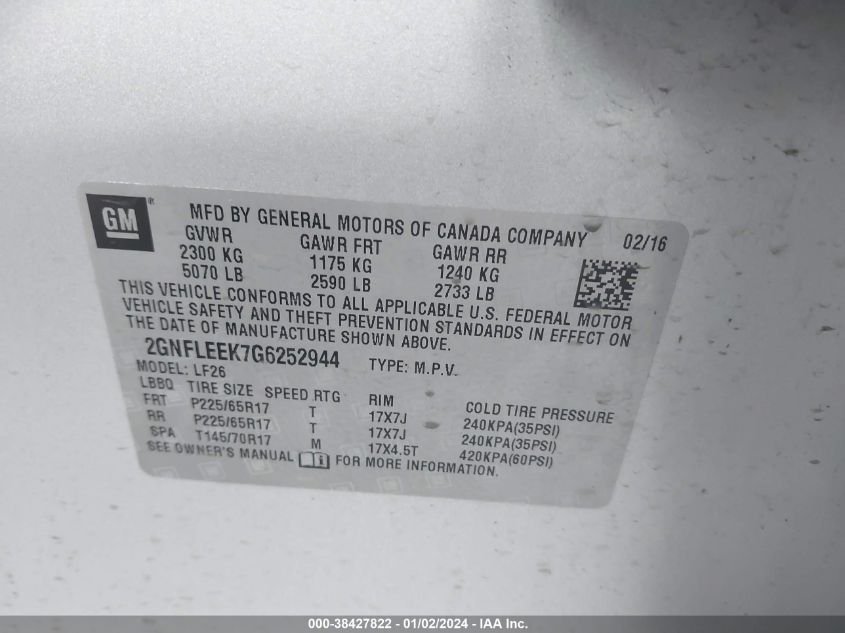 GM ® MFD BY GENERAL MOTORS OF CANADA COMPANY 02/16
GVWR GAWR FRT GAWR RR
2300 KG 1175 KG 1240 KG
5070 LB 2590 LB 2733 LB
THIS VEHICLE CONFORMS TO ALL APPLICABLE U.S. FEDERAL MOTOR
VEHICLE SAFETY AND THEFT PREVENTION STANDARDS IN EFFECT ON
THE DATE OF MANUFACTURE SHOWN ABOVE.
2GNFLEEK7G6252944 TYPE: M.P.V.
MODEL: LF26
LBBQ TIRE SIZE SPEED RTG RIM COLD TIRE PRESSURE
FRT P225/65R17 T 17X7J 240KPA(35PSI)
RR P225/65R17 T 17X7J 240KPA(35PSI)
SPA T145/70R17 M 17X4.5T 420KPA(60PSI)
SEE OWNER'S MANUAL FOR MORE INFORMATION.
000-38427822 - 01/02/2024 - IAA Inc.